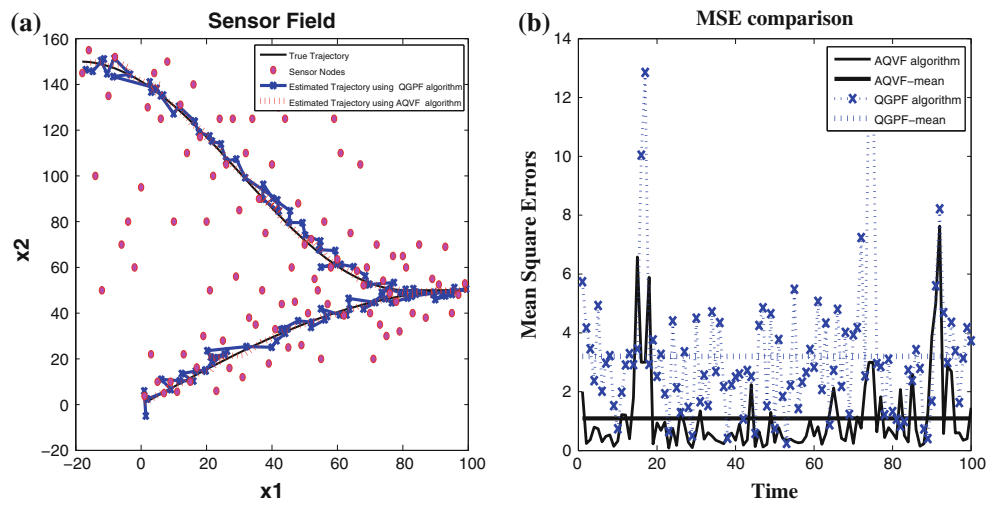 (a)
Sensor Field
True Trajectory
Sensor Nodes
Estimated Trajectory using QGPF algorithm
Estimated Trajectory using AQVF algorithm
160
140
120
100
80
60
40
20
0
−20
x2
−20 0 20 40 60 80 100
x1
(b)
MSE comparison
AQVF algorithm
AQVF−mean
QGPF algorithm
QGPF−mean
14
12
10
8
6
4
2
0
Mean Square Errors
0 20 40 60 80 100
Time